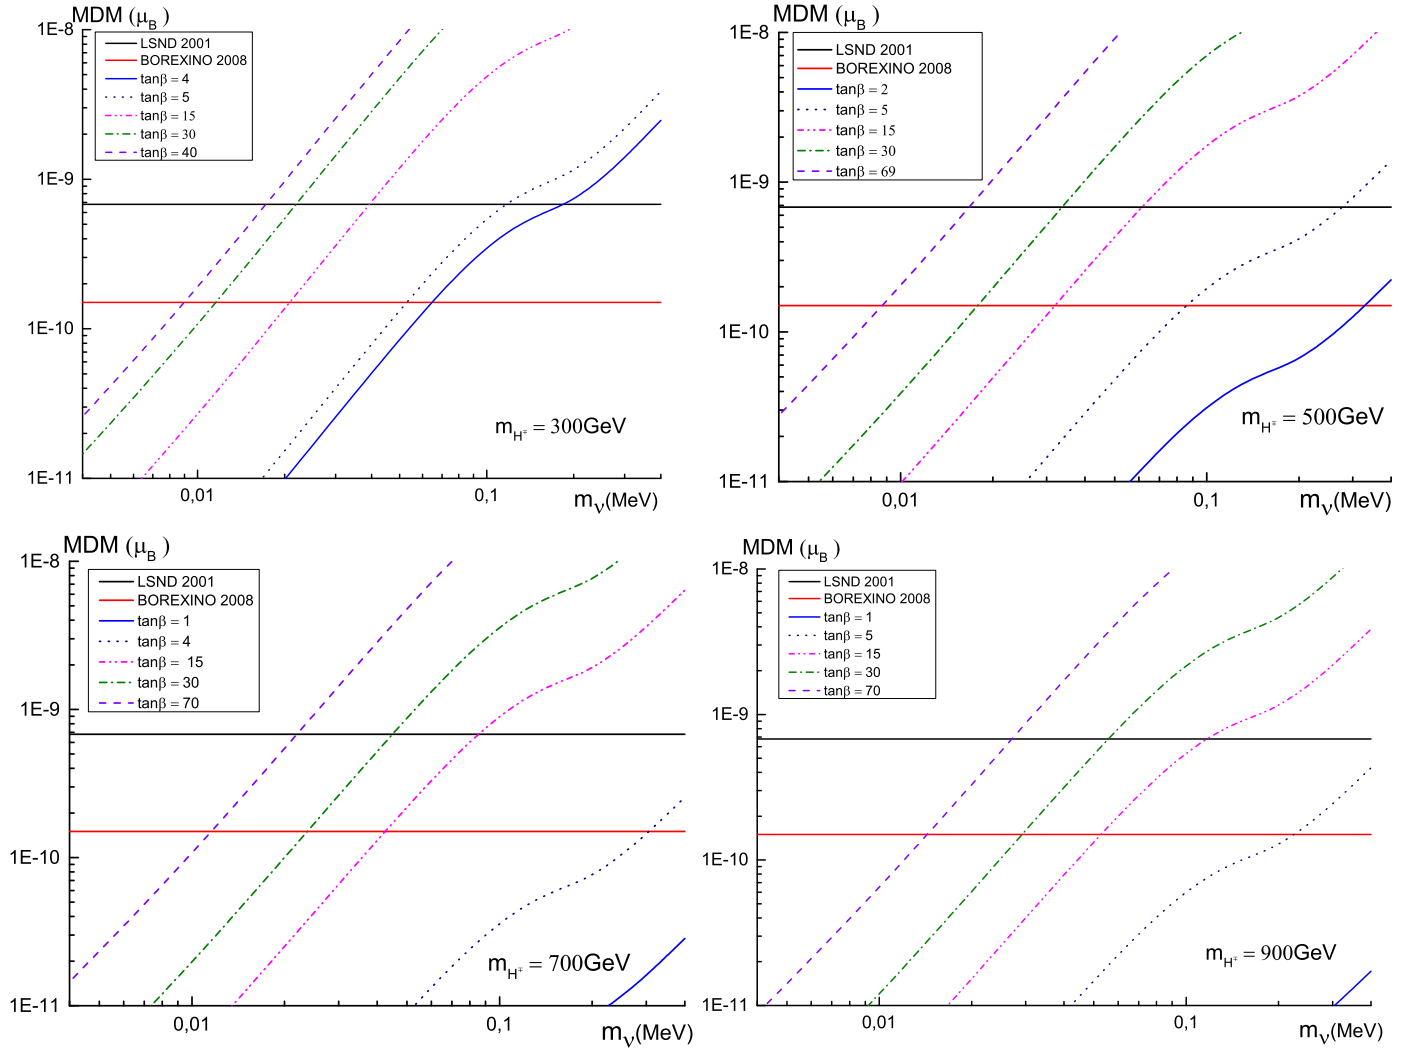 MDM (μB)
1E-8
LSND 2001
BOREXINO 2008
tanβ = 4
tanβ = 5
tanβ = 15
tanβ = 30
tanβ = 40
1E-9
1E-10
mH∓ = 300GeV
1E-11
0,01
0,1
mν(MeV)
MDM (μB)
1E-8
LSND 2001
BOREXINO 2008
tanβ = 2
tanβ = 5
tanβ = 15
tanβ = 30
tanβ = 69
1E-9
1E-10
mH∓ = 500GeV
1E-11
0,01
0,1
mν(MeV)
MDM (μB)
1E-8
LSND 2001
BOREXINO 2008
tanβ = 1
tanβ = 4
tanβ = 15
tanβ = 30
tanβ = 70
1E-9
1E-10
mH∓ = 700GeV
1E-11
0,01
0,1
mν(MeV)
MDM (μB)
1E-8
LSND 2001
BOREXINO 2008
tanβ = 1
tanβ = 5
tanβ = 15
tanβ = 30
tanβ = 70
1E-9
1E-10
mH∓ = 900GeV
1E-11
0,01
0,1
mν(MeV)